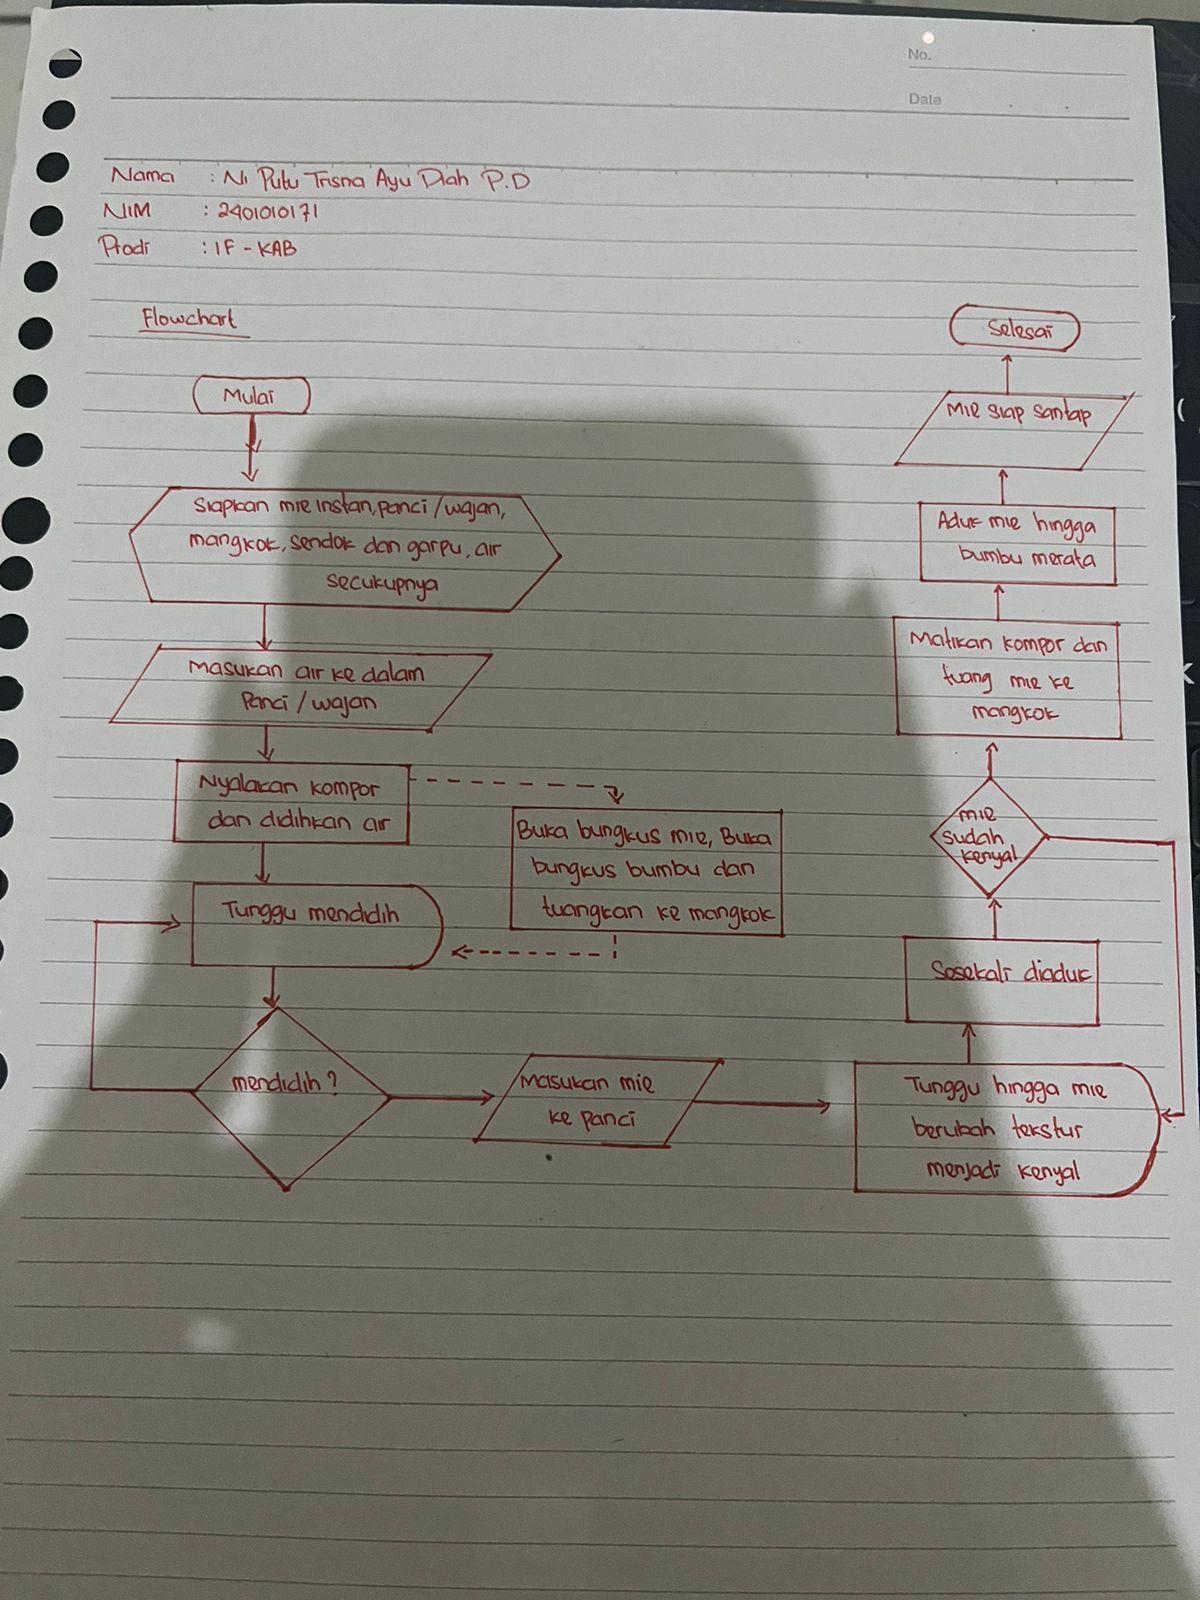 No.
Date
Nama : Ni Putu Trisna Ayu Diah P.D
NIM : 2401010171
Prodi : IF - KAB
Flowchart
Mulai
Siapkan mie instan, panci / wajan,
mangkok, sendok dan garpu, air
secukupnya
Masukan air ke dalam
Panci / wajan
Nyalakan kompor
dan didihkan air
Buka bungkus mie, Buka
bungkus bumbu dan
tuangkan ke mangkok
Tunggu mendidih
mendidih?
Masukan mie
ke panci
Tunggu hingga mie
berubah tekstur
menjadi kenyal
Sesekali diaduk
mie
sudah
kenyal
Matikan kompor dan
tuang mie ke
mangkok
Aduk mie hingga
bumbu merata
Mie siap santap
Selesai